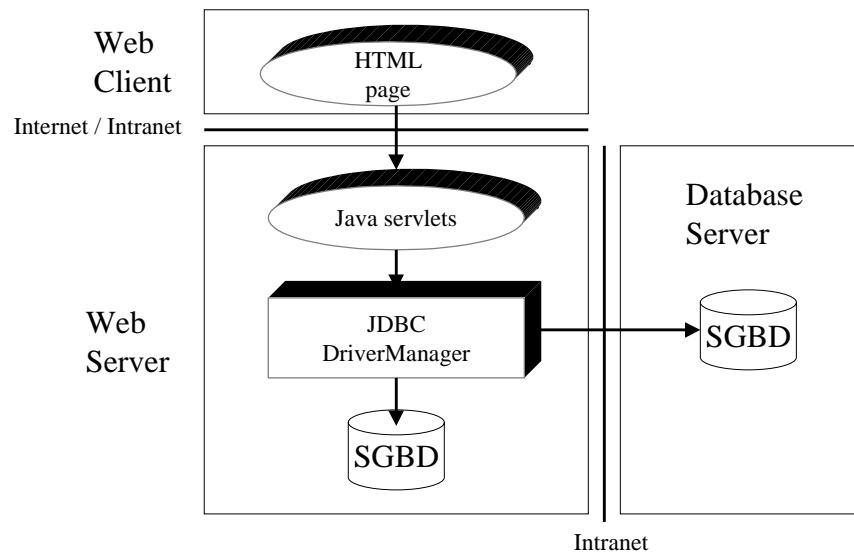 Web
Client
HTML
page
Internet / Intranet
Java servlets
Database
Server
Web
Server
JDBC
DriverManager
SGBD
SGBD
Intranet